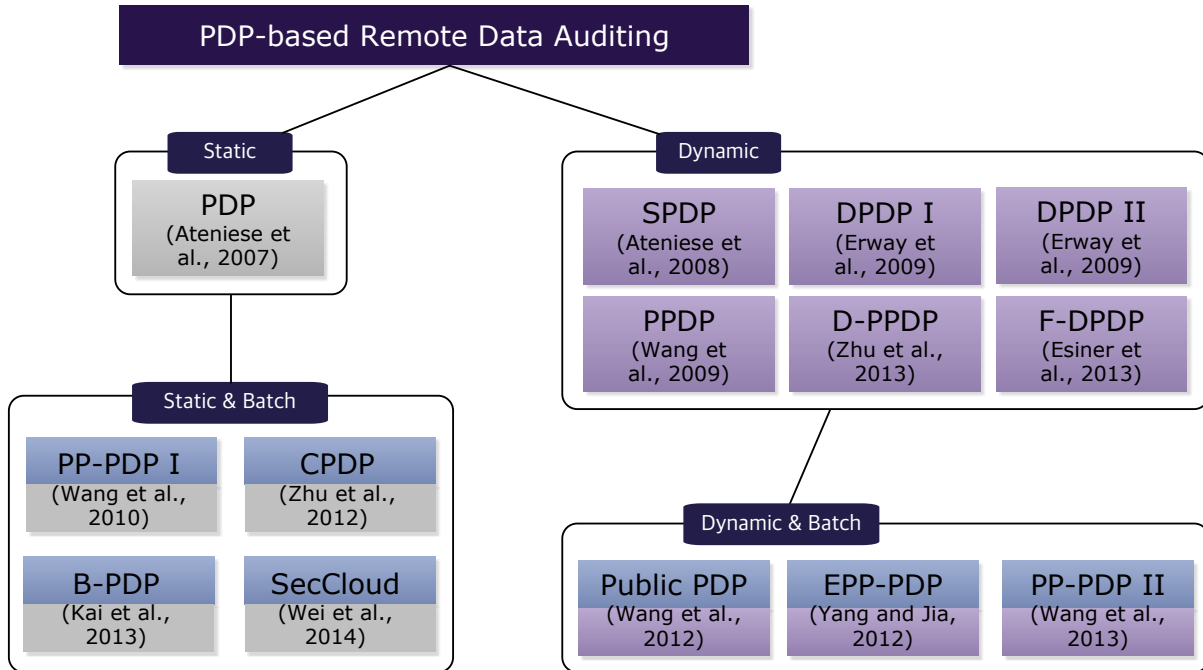 PDP-based Remote Data Auditing
Static
PDP
(Ateniese et
al., 2007)
Dynamic
SPDP
(Ateniese et
al., 2008)
DPDP I
(Erway et
al., 2009)
DPDP II
(Erway et
al., 2009)
PPDP
(Wang et
al., 2009)
D-PPDP
(Zhu et al.,
2013)
F-DPDP
(Esiner et
al., 2013)
Static & Batch
PP-PDP I
(Wang et al.,
2010)
CPDP
(Zhu et al.,
2012)
B-PDP
(Kai et al.,
2013)
SecCloud
(Wei et al.,
2014)
Dynamic & Batch
Public PDP
(Wang et al.,
2012)
EPP-PDP
(Yang and Jia,
2012)
PP-PDP II
(Wang et al.,
2013)